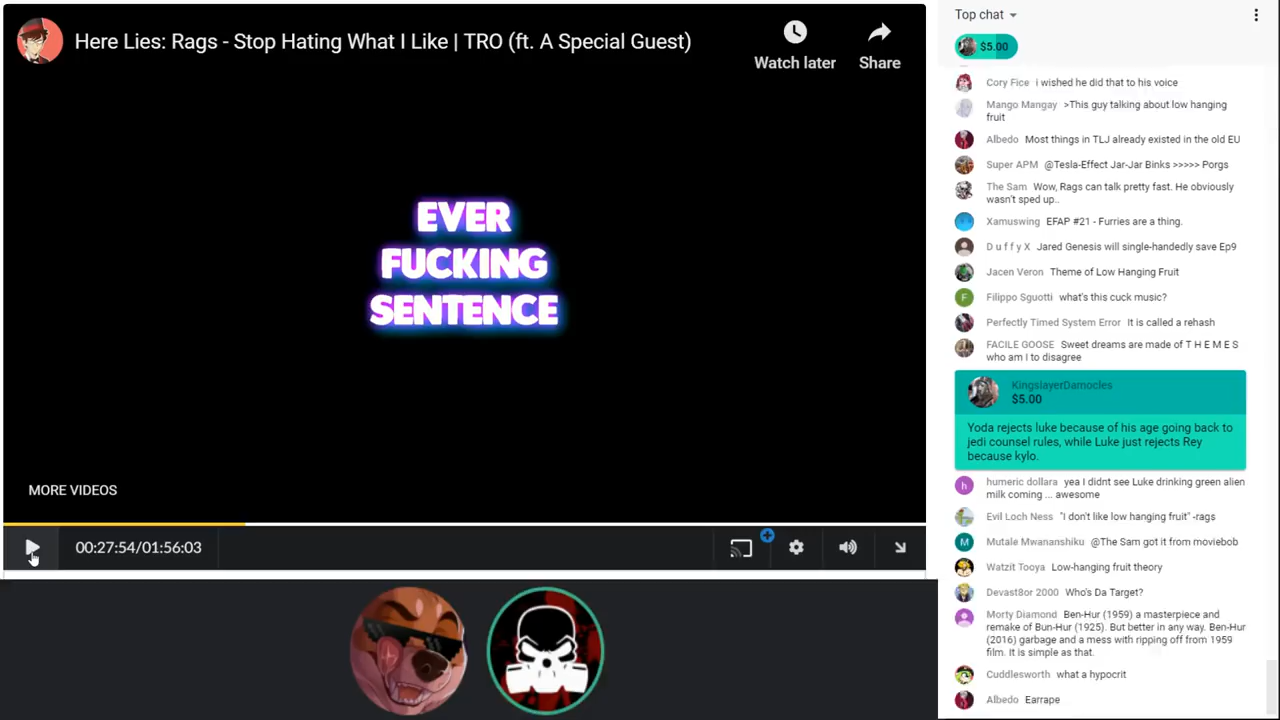 Here Lies: Rags - Stop Hating What I Like | TRO (ft. A Special Guest)
Watch later
Share
EVER
FUCKING
SENTENCE
MORE VIDEOS
00:27:54/01:56:03
Top chat
$5.00
Cory Fice i wished he did that to his voice
Mango Mangay >This guy talking about low hanging
fruit
Albedo Most things in TLJ already existed in the old EU
Super APM @Tesla-Effect Jar-Jar Binks >>>>> Porgs
The Sam Wow, Rags can talk pretty fast. He obviously
wasn't sped up..
Xamuswing EFAP #21 - Furries are a thing.
D u f f y X Jared Genesis will single-handedly save Ep9
Jacen Veron Theme of Low Hanging Fruit
F Filippo Sguotti what's this cuck music?
Perfectly Timed System Error It is called a rehash
FACILE GOOSE Sweet dreams are made of T H E M E S
who am I to disagree
KingslayerDamocles
$5.00
Yoda rejects luke because of his age going back to
jedi counsel rules, while Luke just rejects Rey
because kylo.
h humeric dollara yea I didnt see Luke drinking green alien
milk coming ... awesome
Evil Loch Ness "I don't like low hanging fruit" -rags
M Mutale Mwananshiku @The Sam got it from moviebob
Watzit Tooya Low-hanging fruit theory
Devast8or 2000 Who's Da Target?
Morty Diamond Ben-Hur (1959) a masterpiece and
remake of Bun-Hur (1925). But better in any way. Ben-Hur
(2016) garbage and a mess with ripping off from 1959
film. It is simple as that.
Cuddlesworth what a hypocrit
Albedo Earrape